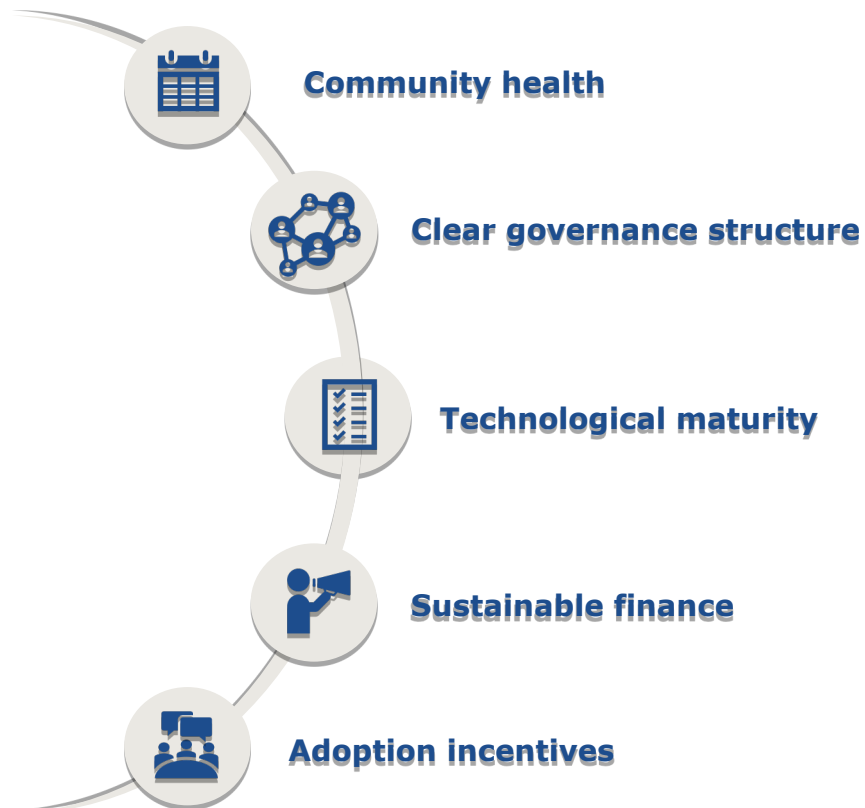 Community health
Clear governance structure
Technological maturity
Sustainable finance
Adoption incentives